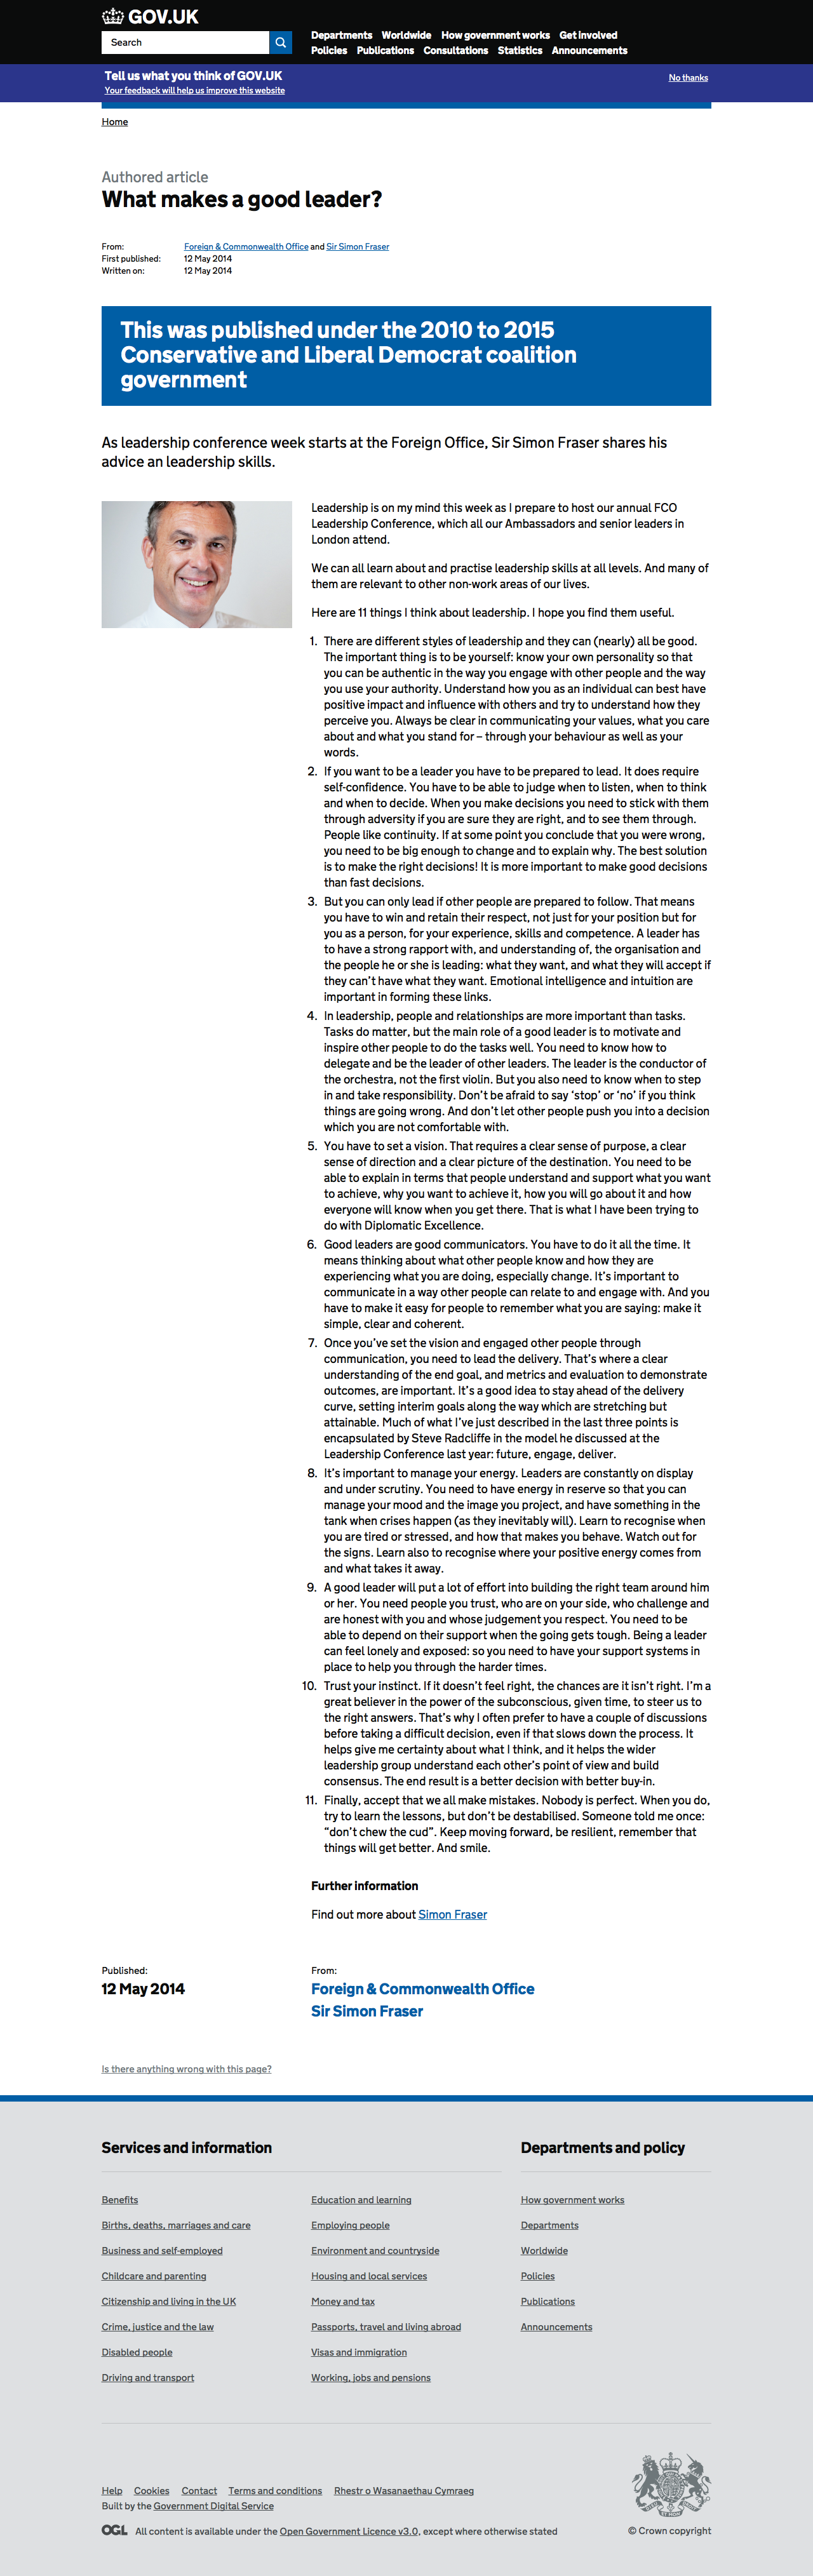 GOV.UK
Search
Departments Worldwide How government works Get involved
Policies Publications Consultations Statistics Announcements
Tell us what you think of GOV.UK
Your feedback will help us improve this website
No thanks
Home
Authored article
What makes a good leader?
From: Foreign & Commonwealth Office and Sir Simon Fraser
First published: 12 May 2014
Written on: 12 May 2014
This was published under the 2010 to 2015
Conservative and Liberal Democrat coalition
government
As leadership conference week starts at the Foreign Office, Sir Simon Fraser shares his
advice an leadership skills.
Leadership is on my mind this week as I prepare to host our annual FCO
Leadership Conference, which all our Ambassadors and senior leaders in
London attend.
We can all learn about and practise leadership skills at all levels. And many of
them are relevant to other non-work areas of our lives.
Here are 11 things I think about leadership. I hope you find them useful.
1. There are different styles of leadership and they can (nearly) all be good.
The important thing is to be yourself: know your own personality so that
you can be authentic in the way you engage with other people and the way
you use your authority. Understand how you as an individual can best have
positive impact and influence with others and try to understand how they
perceive you. Always be clear in communicating your values, what you care
about and what you stand for – through your behaviour as well as your
words.
2. If you want to be a leader you have to be prepared to lead. It does require
self-confidence. You have to be able to judge when to listen, when to think
and when to decide. When you make decisions you need to stick with them
through adversity if you are sure they are right, and to see them through.
People like continuity. If at some point you conclude that you were wrong,
you need to be big enough to change and to explain why. The best solution
is to make the right decisions! It is more important to make good decisions
than fast decisions.
3. But you can only lead if other people are prepared to follow. That means
you have to win and retain their respect, not just for your position but for
you as a person, for your experience, skills and competence. A leader has
to have a strong rapport with, and understanding of, the organisation and
the people he or she is leading: what they want, and what they will accept if
they can’t have what they want. Emotional intelligence and intuition are
important in forming these links.
4. In leadership, people and relationships are more important than tasks.
Tasks do matter, but the main role of a good leader is to motivate and
inspire other people to do the tasks well. You need to know how to
delegate and be the leader of other leaders. The leader is the conductor of
the orchestra, not the first violin. But you also need to know when to step
in and take responsibility. Don’t be afraid to say ‘stop’ or ‘no’ if you think
things are going wrong. And don’t let other people push you into a decision
which you are not comfortable with.
5. You have to set a vision. That requires a clear sense of purpose, a clear
sense of direction and a clear picture of the destination. You need to be
able to explain in terms that people understand and support what you want
to achieve, why you want to achieve it, how you will go about it and how
everyone will know when you get there. That is what I have been trying to
do with Diplomatic Excellence.
6. Good leaders are good communicators. You have to do it all the time. It
means thinking about what other people know and how they are
experiencing what you are doing, especially change. It’s important to
communicate in a way other people can relate to and engage with. And you
have to make it easy for people to remember what you are saying: make it
simple, clear and coherent.
7. Once you’ve set the vision and engaged other people through
communication, you need to lead the delivery. That’s where a clear
understanding of the end goal, and metrics and evaluation to demonstrate
outcomes, are important. It’s a good idea to stay ahead of the delivery
curve, setting interim goals along the way which are stretching but
attainable. Much of what I’ve just described in the last three points is
encapsulated by Steve Radcliffe in the model he discussed at the
Leadership Conference last year: future, engage, deliver.
8. It’s important to manage your energy. Leaders are constantly on display
and under scrutiny. You need to have energy in reserve so that you can
manage your mood and the image you project, and have something in the
tank when crises happen (as they inevitably will). Learn to recognise when
you are tired or stressed, and how that makes you behave. Watch out for
the signs. Learn also to recognise where your positive energy comes from
and what takes it away.
9. A good leader will put a lot of effort into building the right team around him
or her. You need people you trust, who are on your side, who challenge and
are honest with you and whose judgement you respect. You need to be
able to depend on their support when the going gets tough. Being a leader
can feel lonely and exposed: so you need to have your support systems in
place to help you through the harder times.
10. Trust your instinct. If it doesn’t feel right, the chances are it isn’t right. I’m a
great believer in the power of the subconscious, given time, to steer us to
the right answers. That’s why I often prefer to have a couple of discussions
before taking a difficult decision, even if that slows down the process. It
helps give me certainty about what I think, and it helps the wider
leadership group understand each other’s point of view and build
consensus. The end result is a better decision with better buy-in.
11. Finally, accept that we all make mistakes. Nobody is perfect. When you do,
try to learn the lessons, but don’t be destabilised. Someone told me once:
“don’t chew the cud”. Keep moving forward, be resilient, remember that
things will get better. And smile.
Further information
Find out more about Simon Fraser
Published:
12 May 2014
From:
Foreign & Commonwealth Office
Sir Simon Fraser
Is there anything wrong with this page?
Services and information
Benefits
Births, deaths, marriages and care
Business and self-employed
Childcare and parenting
Citizenship and living in the UK
Crime, justice and the law
Disabled people
Driving and transport
Education and learning
Employing people
Environment and countryside
Housing and local services
Money and tax
Passports, travel and living abroad
Visas and immigration
Working, jobs and pensions
Departments and policy
How government works
Departments
Worldwide
Policies
Publications
Announcements
Help Cookies Contact Terms and conditions Rhestr o Wasanaethau Cymraeg
Built by the Government Digital Service
OGL All content is available under the Open Government Licence v3.0, except where otherwise stated
© Crown copyright